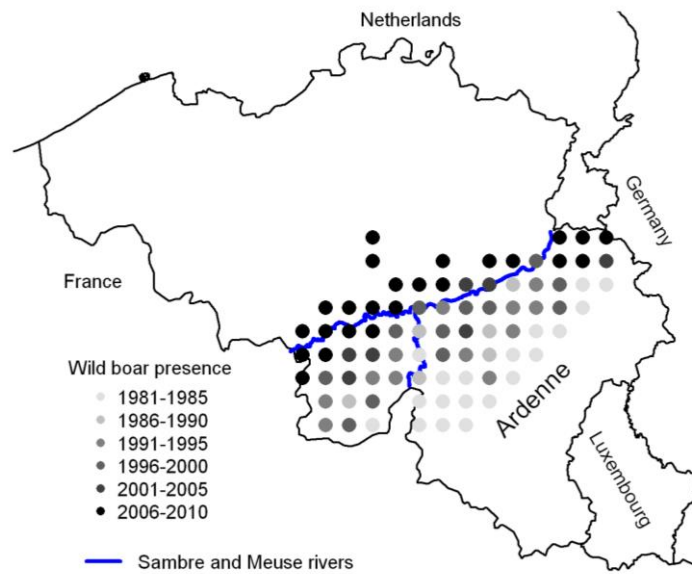 Netherlands
Germany
France
Wild boar presence
1981-1985
1986-1990
1991-1995
1996-2000
2001-2005
2006-2010
Ardenne
Luxembourg
Sambre and Meuse rivers